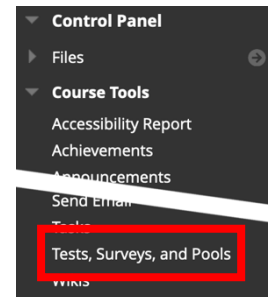 Control Panel
Files
Course Tools
Accessibility Report
Achievements
Announcements
Send Email
Tasks
Tests, Surveys, and Pools
Wikis